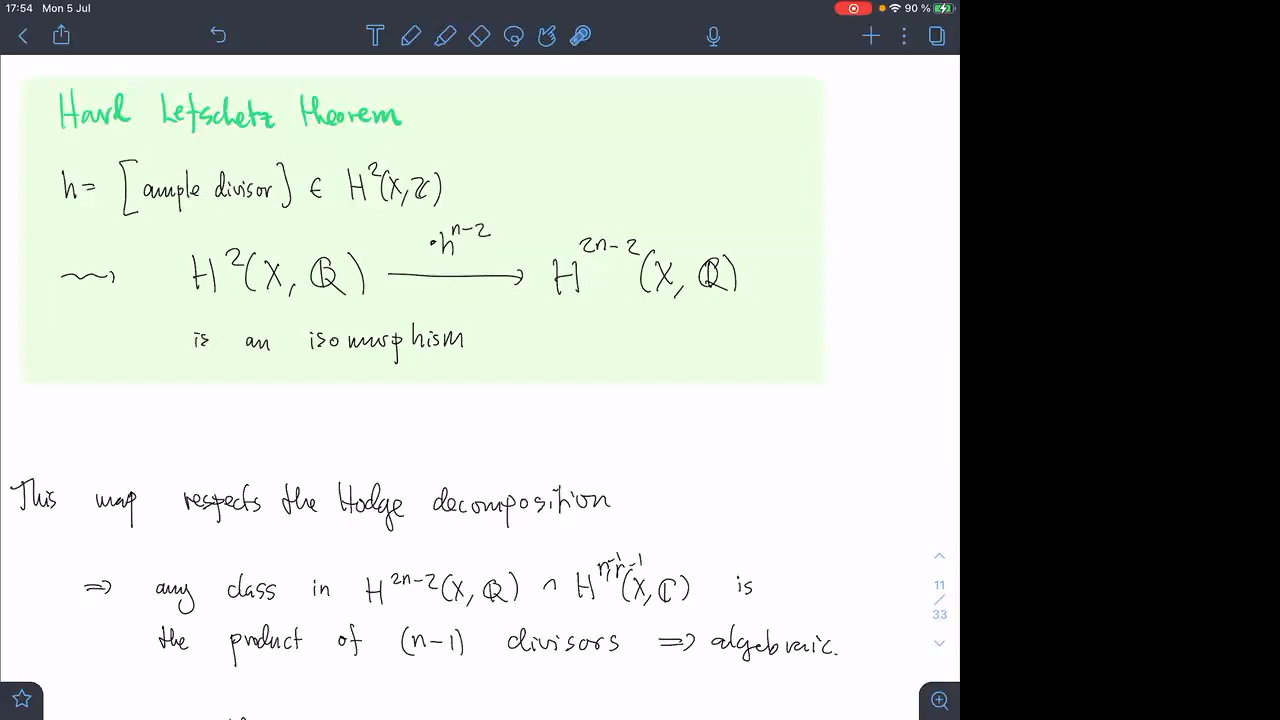 17:54 Mon 5 Jul 90 %
Hard Lefschetz theorem
h = [ample divisor] ∈ H²(X, ℤ)
·hⁿ⁻²
⇝ H²(X, ℚ) ⟶ H²ⁿ⁻²(X, ℚ)
is an isomorphism
This map respects the Hodge decomposition
⇒ any class in H²ⁿ⁻²(X, ℚ) ∩ Hⁿ⁻¹,ⁿ⁻¹(X, ℂ) is
the product of (n−1) divisors ⇒ algebraic.
11
/
33